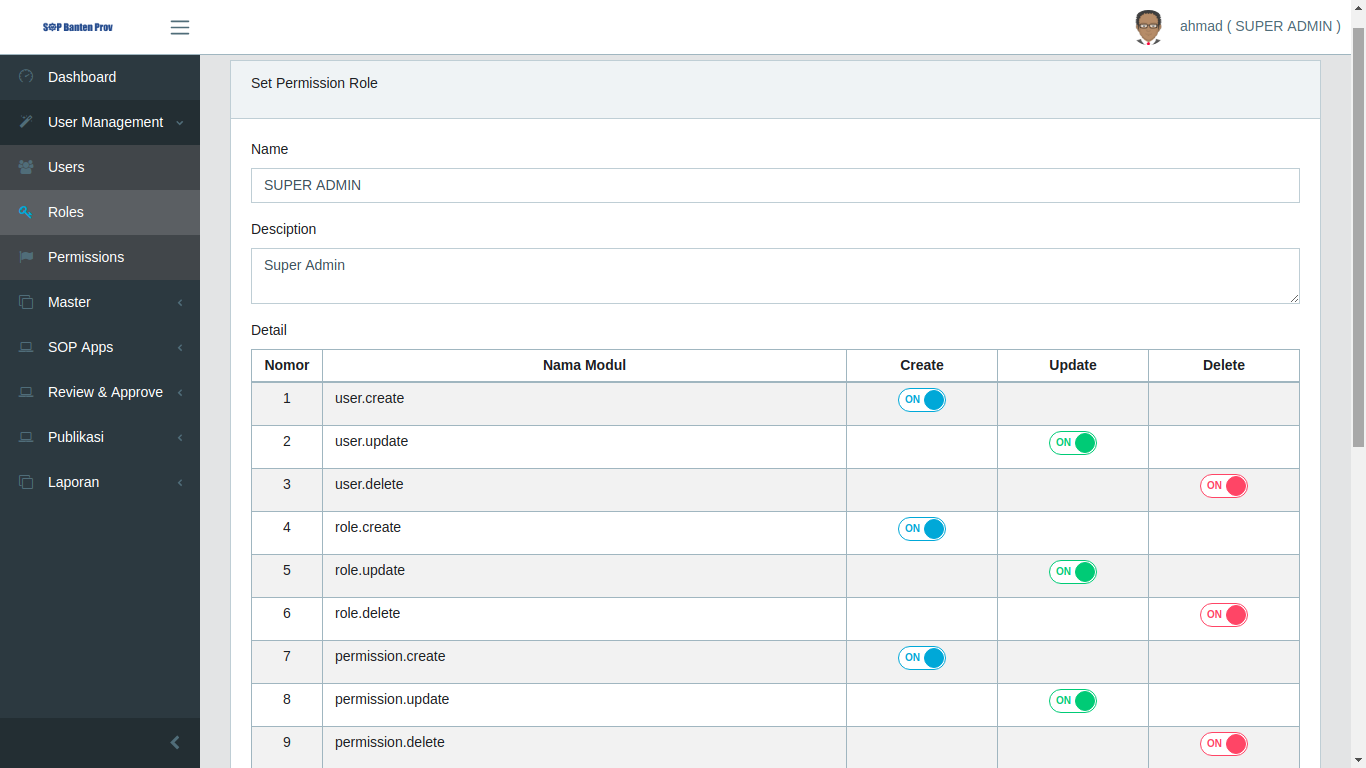 SOP Banten Prov
ahmad ( SUPER ADMIN )
Dashboard
User Management
Users
Roles
Permissions
Master
SOP Apps
Review & Approve
Publikasi
Laporan
Set Permission Role
Name
SUPER ADMIN
Desciption
Super Admin
Detail
Nomor Nama Modul Create Update Delete
1 user.create ON
2 user.update ON
3 user.delete ON
4 role.create ON
5 role.update ON
6 role.delete ON
7 permission.create ON
8 permission.update ON
9 permission.delete ON